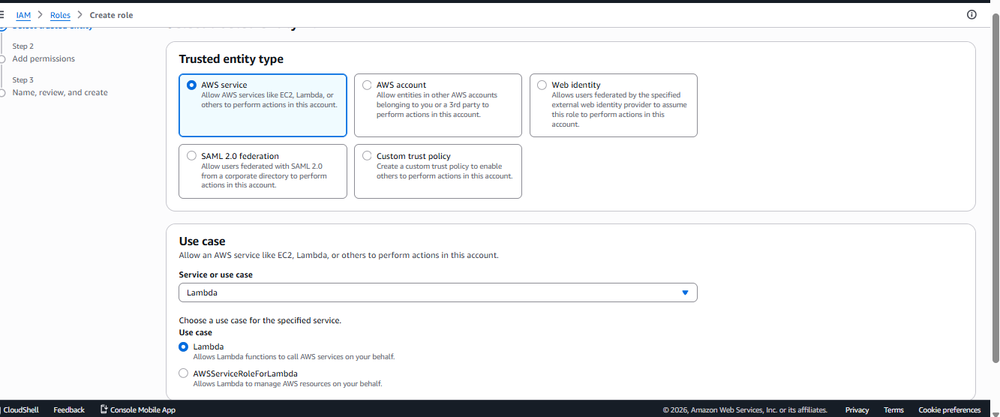 IAM > Roles > Create role
Select trusted entity
Step 2
Add permissions
Step 3
Name, review, and create
Trusted entity type
AWS service
Allow AWS services like EC2, Lambda, or
others to perform actions in this account.
AWS account
Allow entities in other AWS accounts
belonging to you or a 3rd party to
perform actions in this account.
Web identity
Allows users federated by the specified
external web identity provider to assume
this role to perform actions in this
account.
SAML 2.0 federation
Allow users federated with SAML 2.0
from a corporate directory to perform
actions in this account.
Custom trust policy
Create a custom trust policy to enable
others to perform actions in this account.
Use case
Allow an AWS service like EC2, Lambda, or others to perform actions in this account.
Service or use case
Lambda
Choose a use case for the specified service.
Use case
Lambda
Allows Lambda functions to call AWS services on your behalf.
AWSServiceRoleForLambda
Allows Lambda to manage AWS resources on your behalf.
CloudShell Feedback Console Mobile App © 2026, Amazon Web Services, Inc. or its affiliates. Privacy Terms Cookie preferences